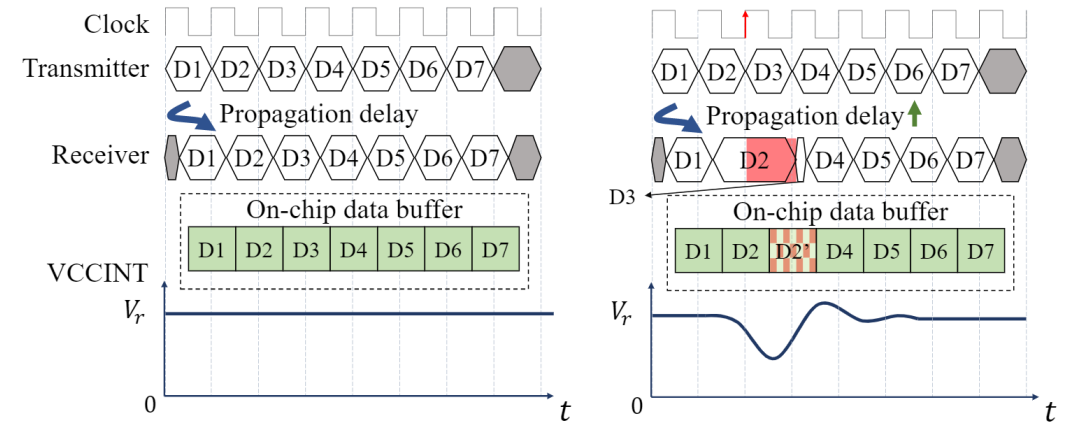 Clock
Transmitter D1 D2 D3 D4 D5 D6 D7
Propagation delay
Receiver D1 D2 D3 D4 D5 D6 D7
On-chip data buffer
D1 D2 D3 D4 D5 D6 D7
VCCINT
Vr
0
t
D1 D2 D3 D4 D5 D6 D7
Propagation delay
D1 D2 D4 D5 D6 D7
D3
On-chip data buffer
D1 D2 D2’ D4 D5 D6 D7
Vr
0
t